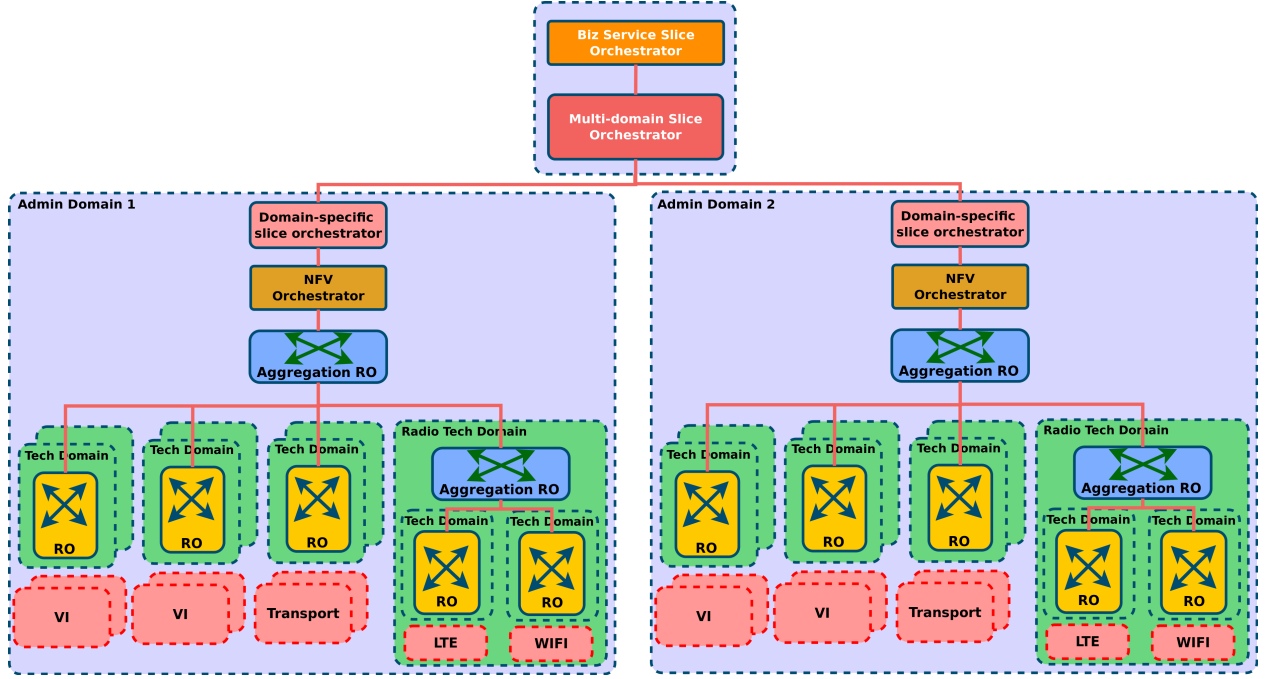 Biz Service Slice
Orchestrator
Multi-domain Slice
Orchestrator
Admin Domain 1
Domain-specific
slice orchestrator
NFV
Orchestrator
Aggregation RO
Tech Domain
RO
VI
Tech Domain
RO
VI
Tech Domain
RO
Transport
Radio Tech Domain
Aggregation RO
Tech Domain
RO
LTE
Tech Domain
RO
WIFI
Admin Domain 2
Domain-specific
slice orchestrator
NFV
Orchestrator
Aggregation RO
Tech Domain
RO
VI
Tech Domain
RO
VI
Tech Domain
RO
Transport
Radio Tech Domain
Aggregation RO
Tech Domain
RO
LTE
Tech Domain
RO
WIFI